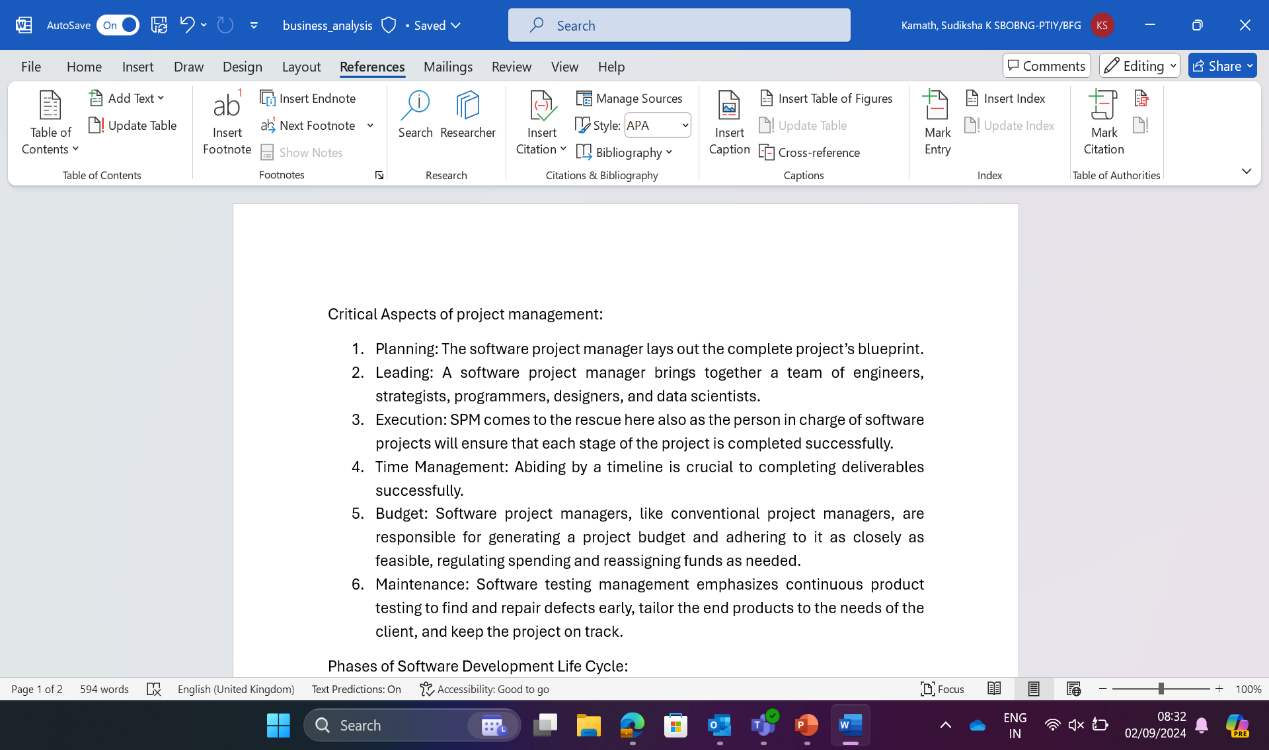 AutoSave On business_analysis • Saved Search Kamath, Sudiksha K SBOBNG-PTIY/BFG KS
File Home Insert Draw Design Layout References Mailings Review View Help Comments Editing Share
Table of Contents
Add Text
Update Table
Table of Contents
ab 1
Insert Footnote
Insert Endnote
Next Footnote
Show Notes
Footnotes
Search
Researcher
Research
Insert Citation
Manage Sources
Style: APA
Bibliography
Citations & Bibliography
Insert Caption
Insert Table of Figures
Update Table
Cross-reference
Captions
Mark Entry
Insert Index
Update Index
Index
Mark Citation
Table of Authorities
Critical Aspects of project management:
1. Planning: The software project manager lays out the complete project’s blueprint.
2. Leading: A software project manager brings together a team of engineers,
strategists, programmers, designers, and data scientists.
3. Execution: SPM comes to the rescue here also as the person in charge of software
projects will ensure that each stage of the project is completed successfully.
4. Time Management: Abiding by a timeline is crucial to completing deliverables
successfully.
5. Budget: Software project managers, like conventional project managers, are
responsible for generating a project budget and adhering to it as closely as
feasible, regulating spending and reassigning funds as needed.
6. Maintenance: Software testing management emphasizes continuous product
testing to find and repair defects early, tailor the end products to the needs of the
client, and keep the project on track.
Phases of Software Development Life Cycle:
Page 1 of 2 594 words English (United Kingdom) Text Predictions: On Accessibility: Good to go Focus 100%
Search ENG IN 08:32 02/09/2024 PRE